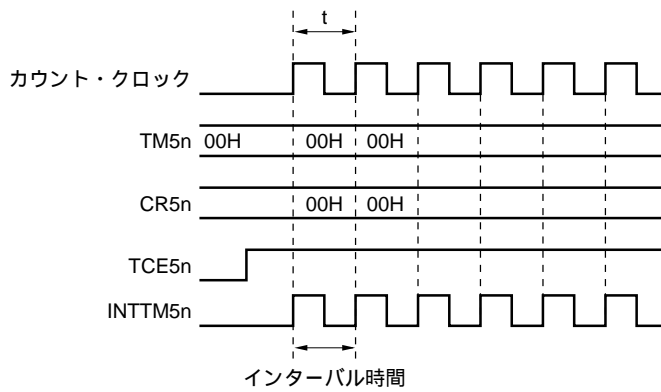 t
カウント・クロック
TM5n 00H 00H 00H
CR5n 00H 00H
TCE5n
INTTM5n
インターバル時間